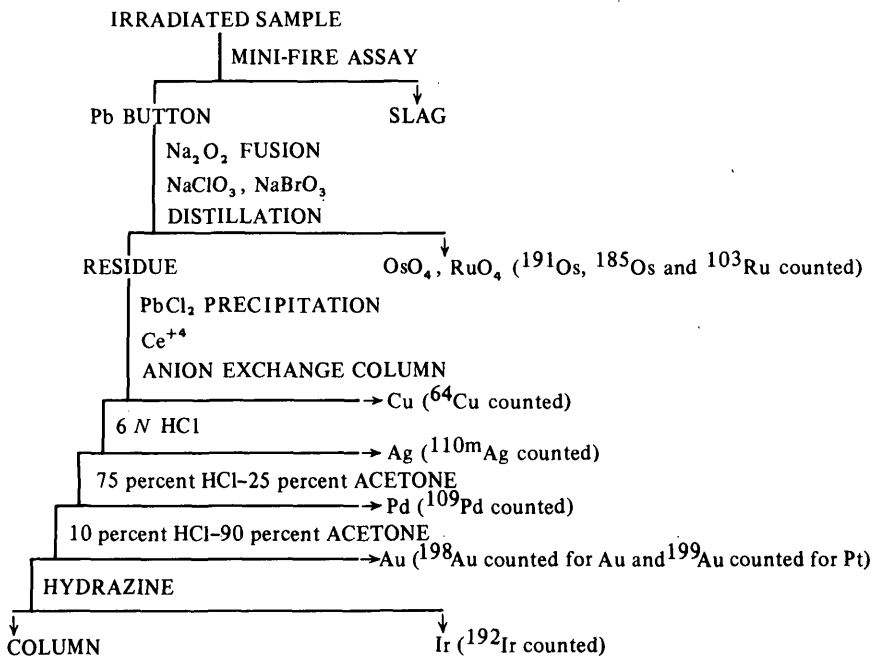 IRRADIATED SAMPLE
MINI-FIRE ASSAY
Pb BUTTON SLAG
Na₂O₂ FUSION
NaClO₃, NaBrO₃
DISTILLATION
RESIDUE OsO₄, RuO₄ (¹⁹¹Os, ¹⁸⁵Os and ¹⁰³Ru counted)
PbCl₂ PRECIPITATION
Ce⁺⁴
ANION EXCHANGE COLUMN
Cu (⁶⁴Cu counted)
6 N HCl
Ag (¹¹⁰ᵐAg counted)
75 percent HCl-25 percent ACETONE
Pd (¹⁰⁹Pd counted)
10 percent HCl-90 percent ACETONE
Au (¹⁹⁸Au counted for Au and ¹⁹⁹Au counted for Pt)
HYDRAZINE
COLUMN Ir (¹⁹²Ir counted)